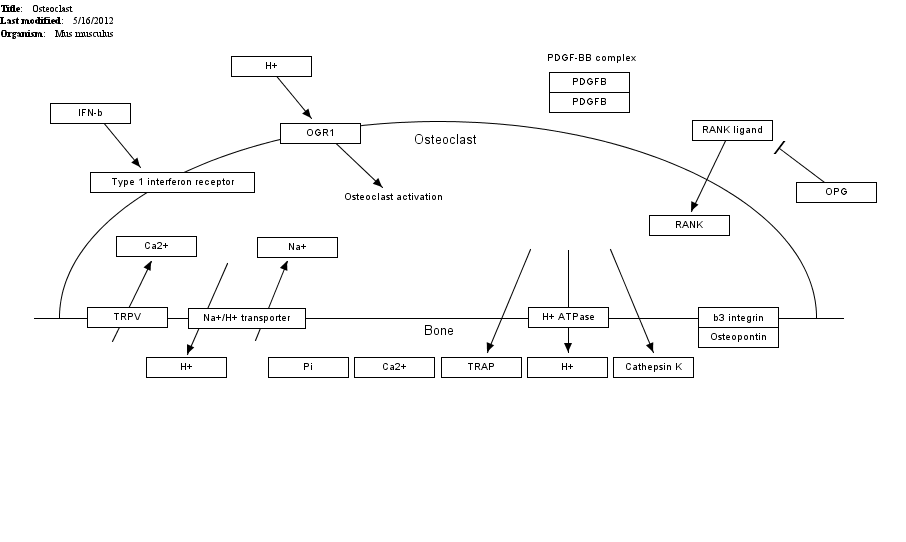 Title: Osteoclast
Last modified: 5/16/2012
Organism: Mus musculus
PDGF-BB complex
H+
PDGFB
PDGFB
IFN-b
OGR1
RANK ligand
Osteoclast
Type 1 interferon receptor
OPG
Osteoclast activation
RANK
Ca2+
Na+
TRPV
Na+/H+ transporter
H+ ATPase
b3 integrin
Bone
Osteopontin
H+
Pi
Ca2+
TRAP
H+
Cathepsin K